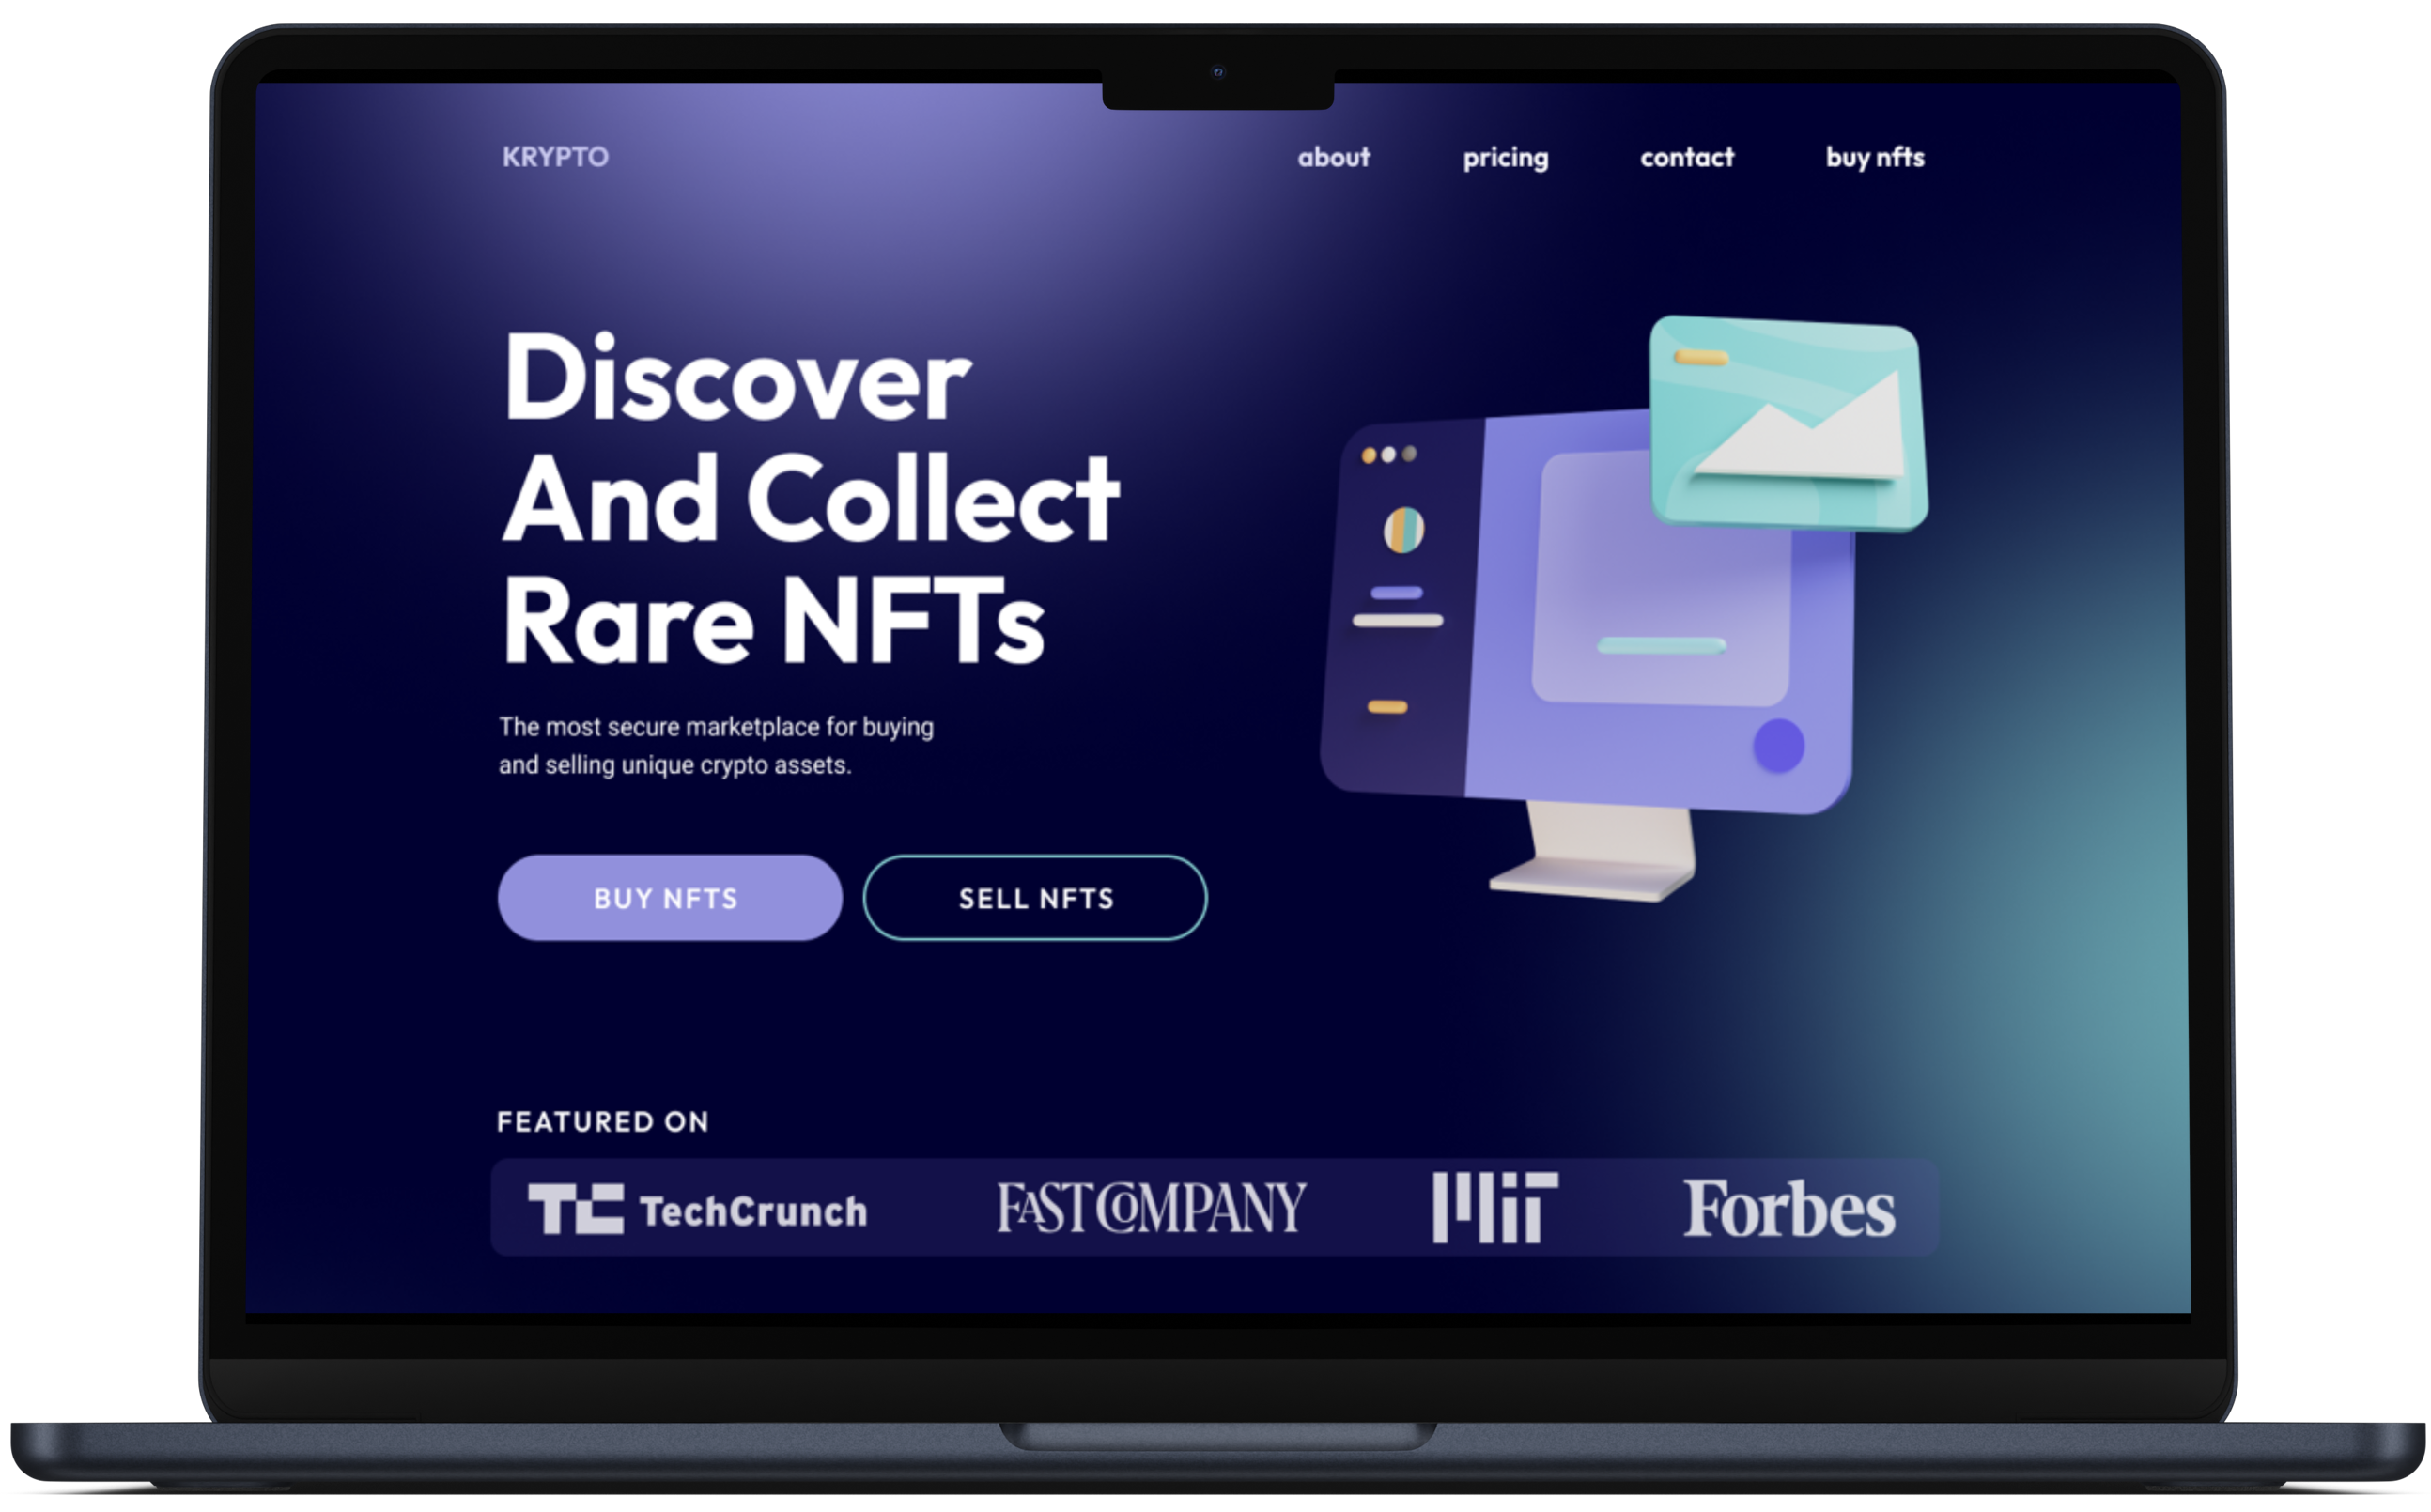 KRYPTO
about pricing contact buy nfts
Discover
And Collect
Rare NFTs
The most secure marketplace for buying
and selling unique crypto assets.
BUY NFTS SELL NFTS
FEATURED ON
TC TechCrunch FAST COMPANY MIT Forbes